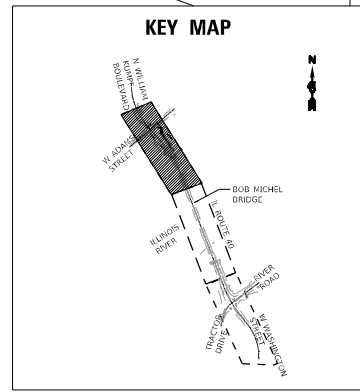 KEY MAP
N
N WILLIAM
KUMPF
BOULEVARD
W ADAMS
STREET
BOB MICHEL
BRIDGE
IL ROUTE 40
ILLINOIS
RIVER
RIVER
ROAD
TRACTOR
DRIVE
W WASHINGTON
STREET